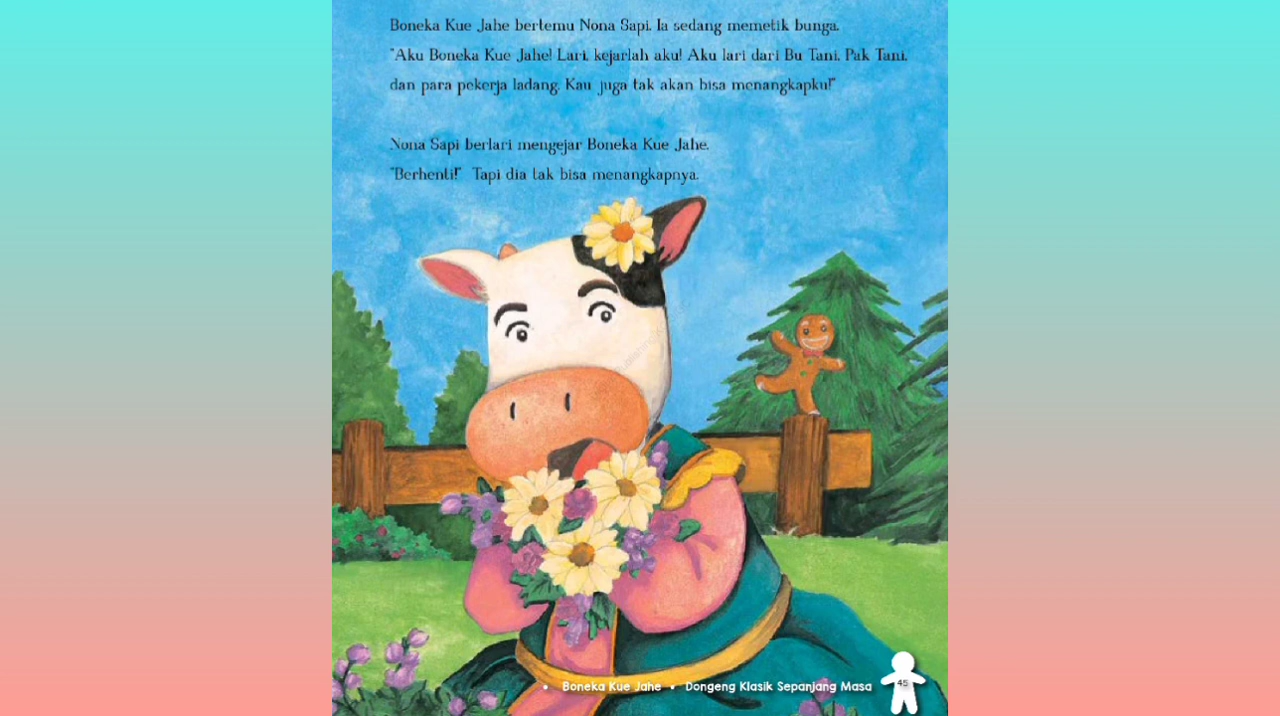 Boneka Kue Jahe bertemu Nona Sapi. Ia sedang memetik bunga.
"Aku Boneka Kue Jahe! Lari, kejarlah aku! Aku lari dari Bu Tani, Pak Tani,
dan para pekerja ladang. Kau juga tak akan bisa menangkapku!"
Nona Sapi berlari mengejar Boneka Kue Jahe.
"Berhenti!" Tapi dia tak bisa menangkapnya.
• Boneka Kue Jahe • Dongeng Klasik Sepanjang Masa
45